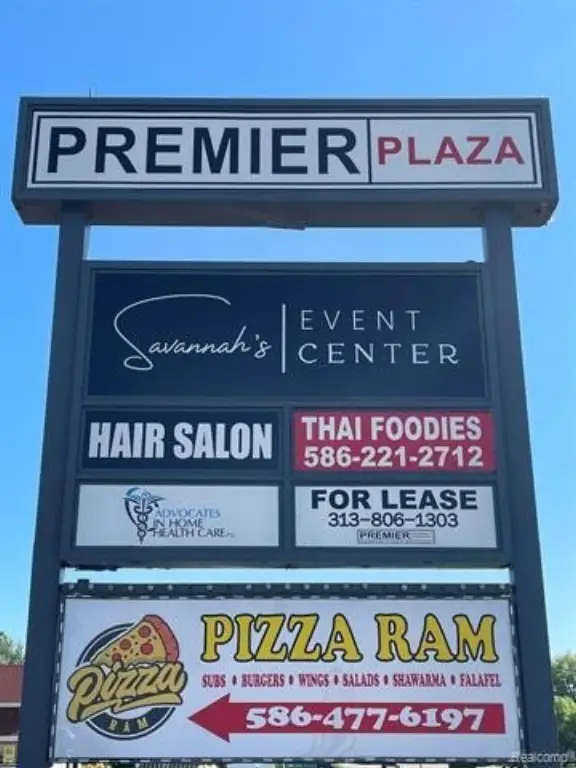 PREMIER PLAZA
Savannah's EVENT
CENTER
HAIR SALON
THAI FOODIES
586-221-2712
ADVOCATES
IN HOME
HEALTH CARE
FOR LEASE
313-806-1303
PREMIER
PIZZA RAM
SUBS • BURGERS • WINGS • SALADS • SHAWARMA • FALAFEL
Pizza
RAM
586-477-6197
Realcomp